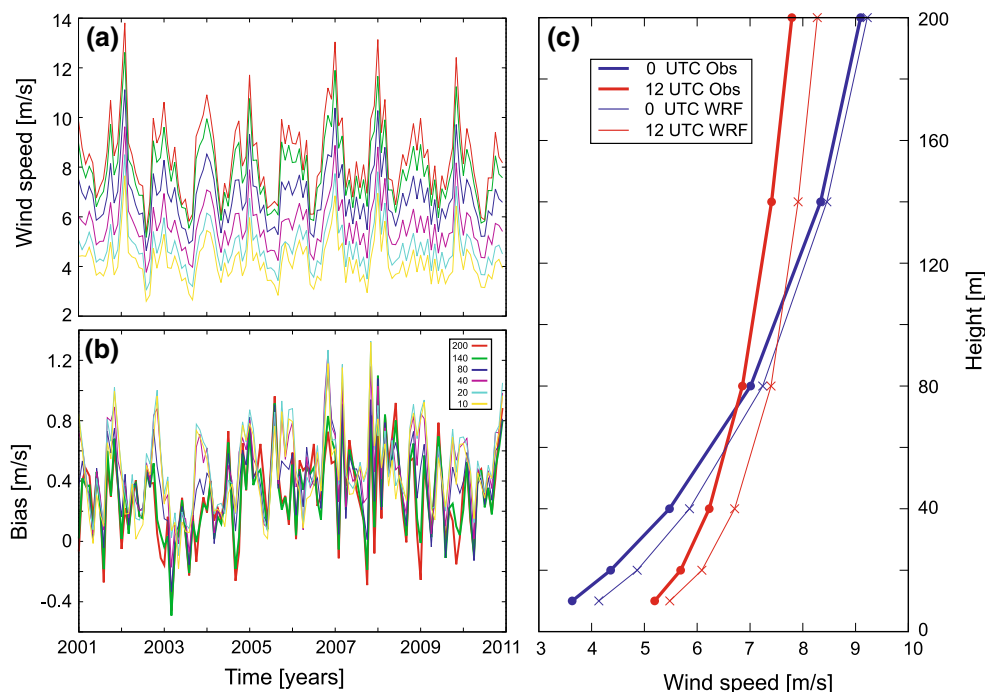 (a)
Wind speed [m/s]
14
12
10
8
6
4
2
(b)
Bias [m/s]
1.2
0.8
0.4
0
-0.4
200
140
80
40
20
10
2001 2003 2005 2007 2009 2011
Time [years]
(c)
0 UTC Obs
12 UTC Obs
0 UTC WRF
12 UTC WRF
200
160
120
80
40
0
Height [m]
3 4 5 6 7 8 9 10
Wind speed [m/s]